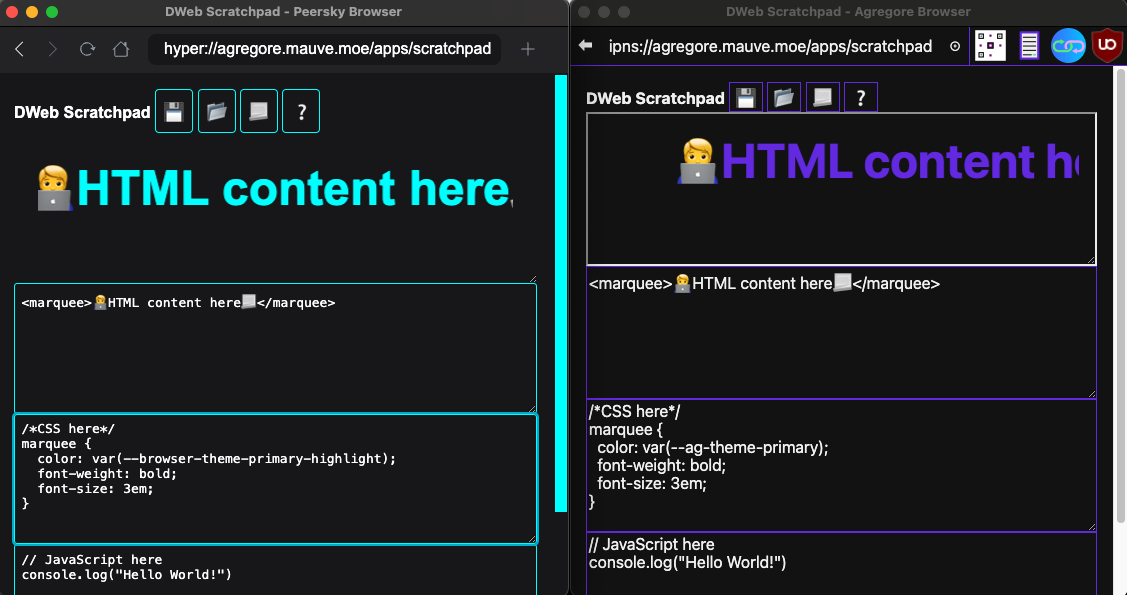 DWeb Scratchpad - Peersky Browser
hyper://agregore.mauve.moe/apps/scratchpad
DWeb Scratchpad 💾 📂 📃 ?
🧑‍💻HTML content here
<marquee>🧑‍💻HTML content here📃</marquee>
/*CSS here*/
marquee {
  color: var(--browser-theme-primary-highlight);
  font-weight: bold;
  font-size: 3em;
}
// JavaScript here
console.log("Hello World!")
DWeb Scratchpad - Agregore Browser
ipns://agregore.mauve.moe/apps/scratchpad
UO
DWeb Scratchpad 💾 📂 📃 ?
🧑‍💻HTML content he
<marquee>🧑‍💻HTML content here📃</marquee>
/*CSS here*/
marquee {
  color: var(--ag-theme-primary);
  font-weight: bold;
  font-size: 3em;
}
// JavaScript here
console.log("Hello World!")